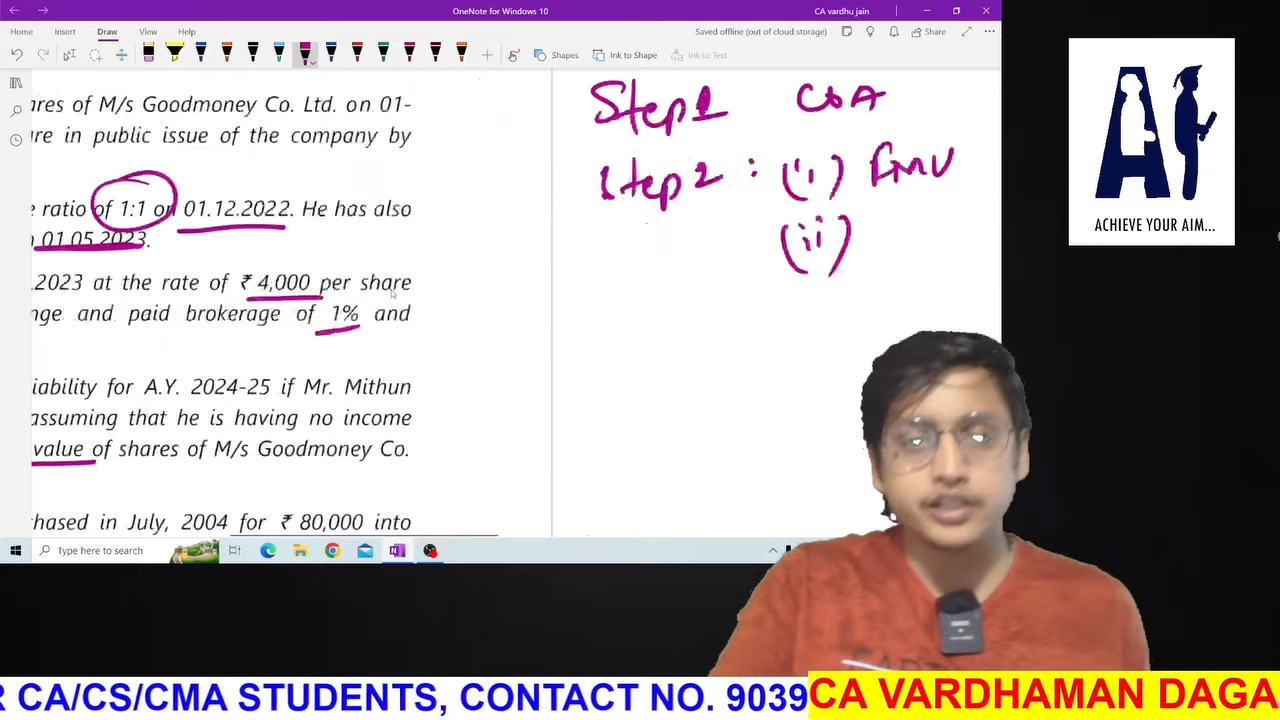 OneNote for Windows 10
CA vardhu jain
Home Insert Draw View Help
Saved offline (out of cloud storage)
Share
Shapes
Ink to Shape
Ink to Text
ares of M/s Goodmoney Co. Ltd. on 01-
ure in public issue of the company by
e ratio of 1:1 on 01.12.2022. He has also
01.05.2023.
.2023 at the rate of ₹ 4,000 per share
nge and paid brokerage of 1% and
iability for A.Y. 2024-25 if Mr. Mithun
assuming that he is having no income
value of shares of M/s Goodmoney Co.
chased in July, 2004 for ₹ 80,000 into
Step 1 COA
Step 2 : (i) FMV
(ii)
Type here to search
ACHIEVE YOUR AIM...
R CA/CS/CMA STUDENTS, CONTACT NO. 9039
CA VARDHAMAN DAGA